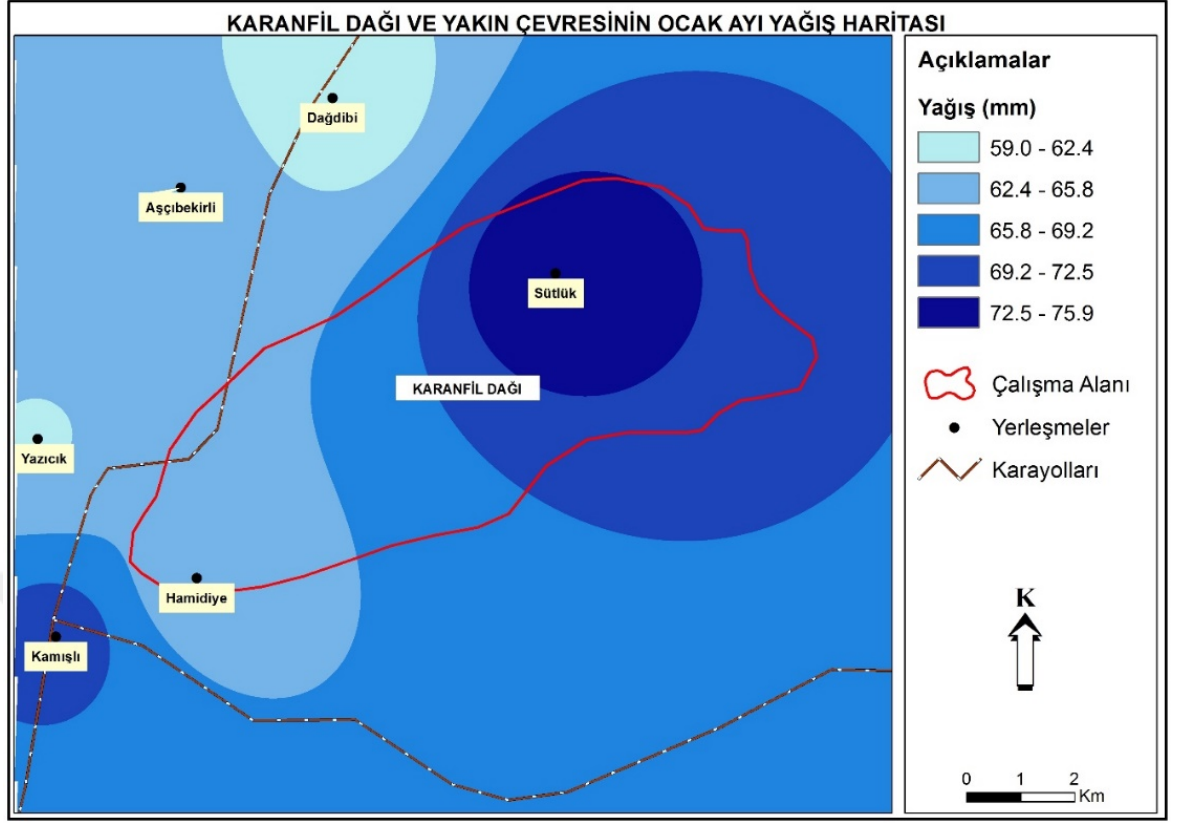 KARANFİL DAĞI VE YAKIN ÇEVRESİNİN OCAK AYI YAĞIŞ HARİTASI
Dağdibi
Aşçıbekirli
Sütlük
KARANFİL DAĞI
Yazıcık
Hamidiye
Kamışlı
Açıklamalar
Yağış (mm)
59.0 - 62.4
62.4 - 65.8
65.8 - 69.2
69.2 - 72.5
72.5 - 75.9
Çalışma Alanı
Yerleşmeler
Karayolları
K
0 1 2
Km